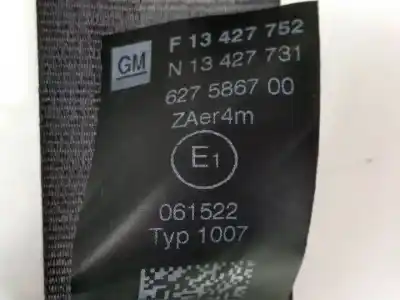 GM
F 13 427 752
N 13 427 731
627 5867 00
ZAer4m
E1
061522
Typ 1007